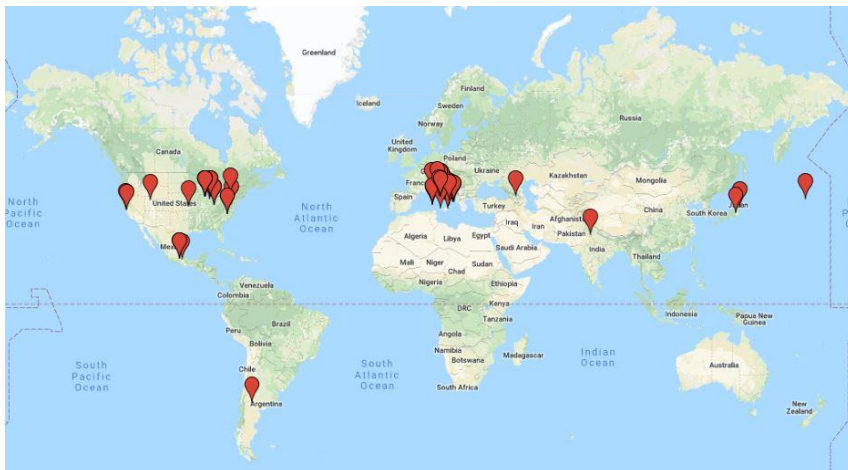 Greenland
Iceland
Finland
Sweden
Norway
Russia
Canada
United
Kingdom
Poland
Ukraine
France
Spain
Kazakhstan
Mongolia
North
Pacific
Ocean
United States
North
Atlantic
Ocean
Turkey
Iraq
Iran
Afghanistan
Pakistan
China
South Korea
Japan
Algeria
Libya
Egypt
Saudi Arabia
India
Thailand
Mali
Niger
Chad
Sudan
Nigeria
Ethiopia
Venezuela
Colombia
DRC
Kenya
Tanzania
Indonesia
Papua New
Guinea
Peru
Brazil
Bolivia
Angola
Namibia
Botswana
Madagascar
Indian
Ocean
Australia
South
Pacific
Ocean
Chile
Argentina
South
Atlantic
Ocean
South Africa
New
Zealand